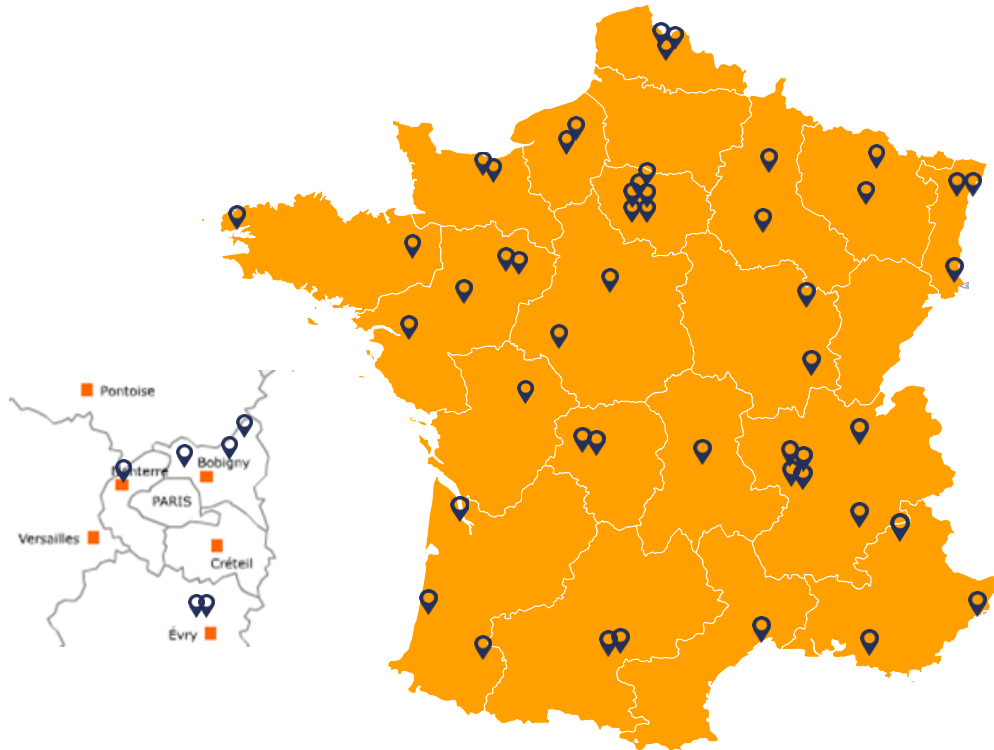 Pontoise
Nanterre
Bobigny
PARIS
Versailles
Créteil
Évry